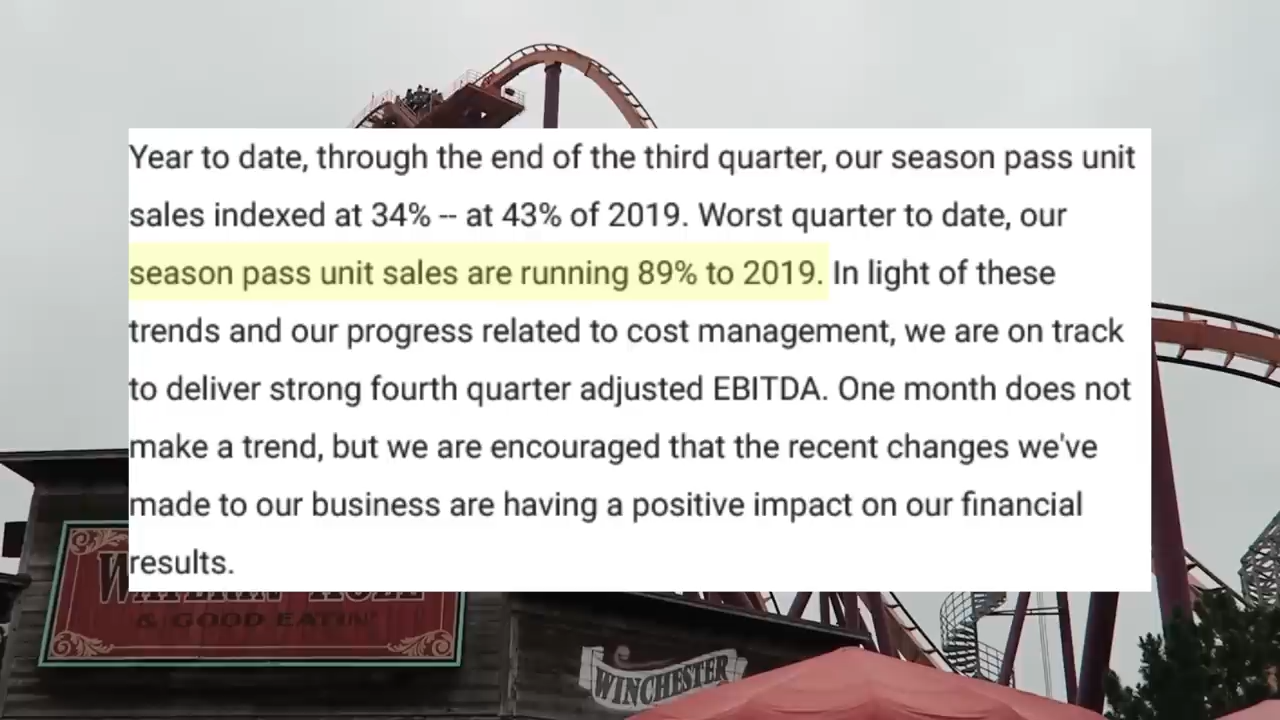 Year to date, through the end of the third quarter, our season pass unit
sales indexed at 34% -- at 43% of 2019. Worst quarter to date, our
season pass unit sales are running 89% to 2019. In light of these
trends and our progress related to cost management, we are on track
to deliver strong fourth quarter adjusted EBITDA. One month does not
make a trend, but we are encouraged that the recent changes we've
made to our business are having a positive impact on our financial
results.
& GOOD EATIN'
WINCHESTER